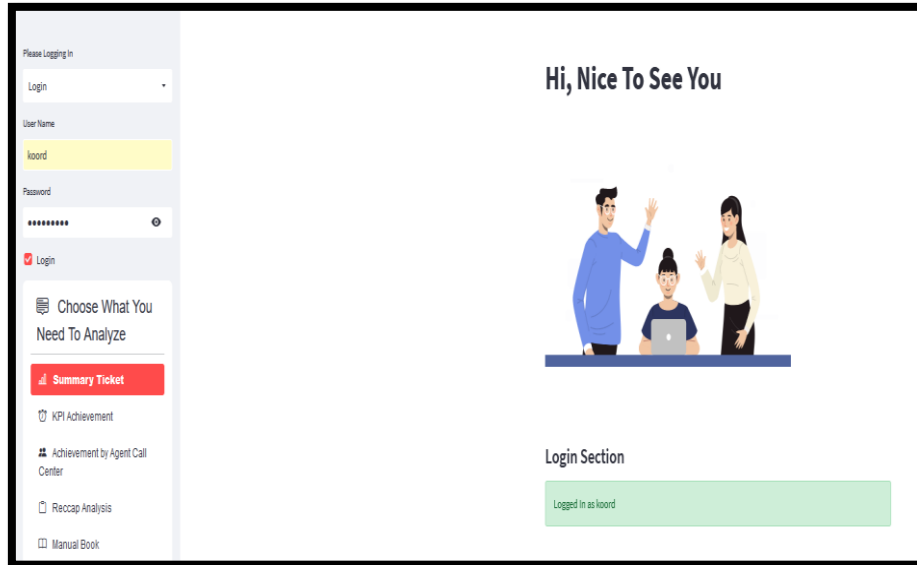 Please Logging In
Login
User Name
koord
Password
•••••••••
Login
Choose What You
Need To Analyze
Summary Ticket
KPI Achievement
Achievement by Agent Call
Center
Reccap Analysis
Manual Book
Hi, Nice To See You
Login Section
Logged In as koord